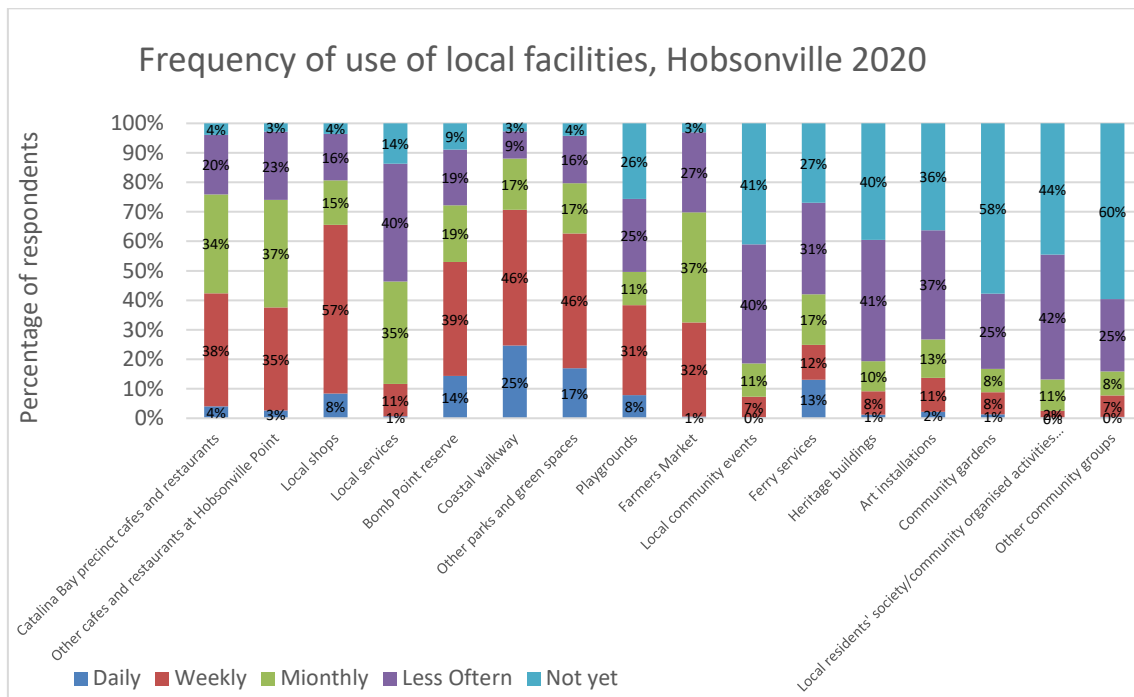 Frequency of use of local facilities, Hobsonville 2020
Percentage of respondents
100%
90%
80%
70%
60%
50%
40%
30%
20%
10%
0%
4% 3% 4% 14% 9% 3% 4% 26% 3% 41% 27% 40% 36% 58% 44% 60%
20% 23% 16% 40% 19% 9% 16% 25% 27% 40% 31% 41% 37% 25% 42% 25%
34% 37% 15% 35% 19% 17% 17% 11% 37% 11% 17% 10% 13% 8% 11% 8%
38% 35% 57% 11% 39% 46% 46% 31% 32% 7% 12% 8% 11% 8% 3% 7%
4% 3% 8% 1% 14% 25% 17% 8% 1% 0% 13% 1% 2% 1% 0% 0%
Catalina Bay precinct cafes and restaurants
Other cafes and restaurants at Hobsonville Point
Local shops
Local services
Bomb Point reserve
Coastal walkway
Other parks and green spaces
Playgrounds
Farmers Market
Local community events
Ferry services
Heritage buildings
Art installations
Community gardens
Local residents' society/community organised activities...
Other community groups
Daily Weekly Mionthly Less Oftern Not yet